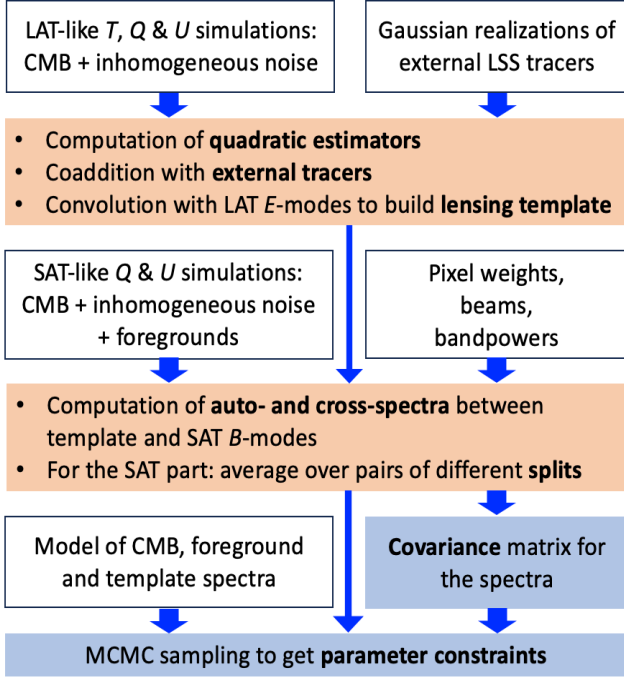 LAT-like T, Q & U simulations:
CMB + inhomogeneous noise
Gaussian realizations of
external LSS tracers
• Computation of quadratic estimators
• Coaddition with external tracers
• Convolution with LAT E-modes to build lensing template
SAT-like Q & U simulations:
CMB + inhomogeneous noise
+ foregrounds
Pixel weights,
beams,
bandpowers
• Computation of auto- and cross-spectra between
template and SAT B-modes
• For the SAT part: average over pairs of different splits
Model of CMB, foreground
and template spectra
Covariance matrix for
the spectra
MCMC sampling to get parameter constraints